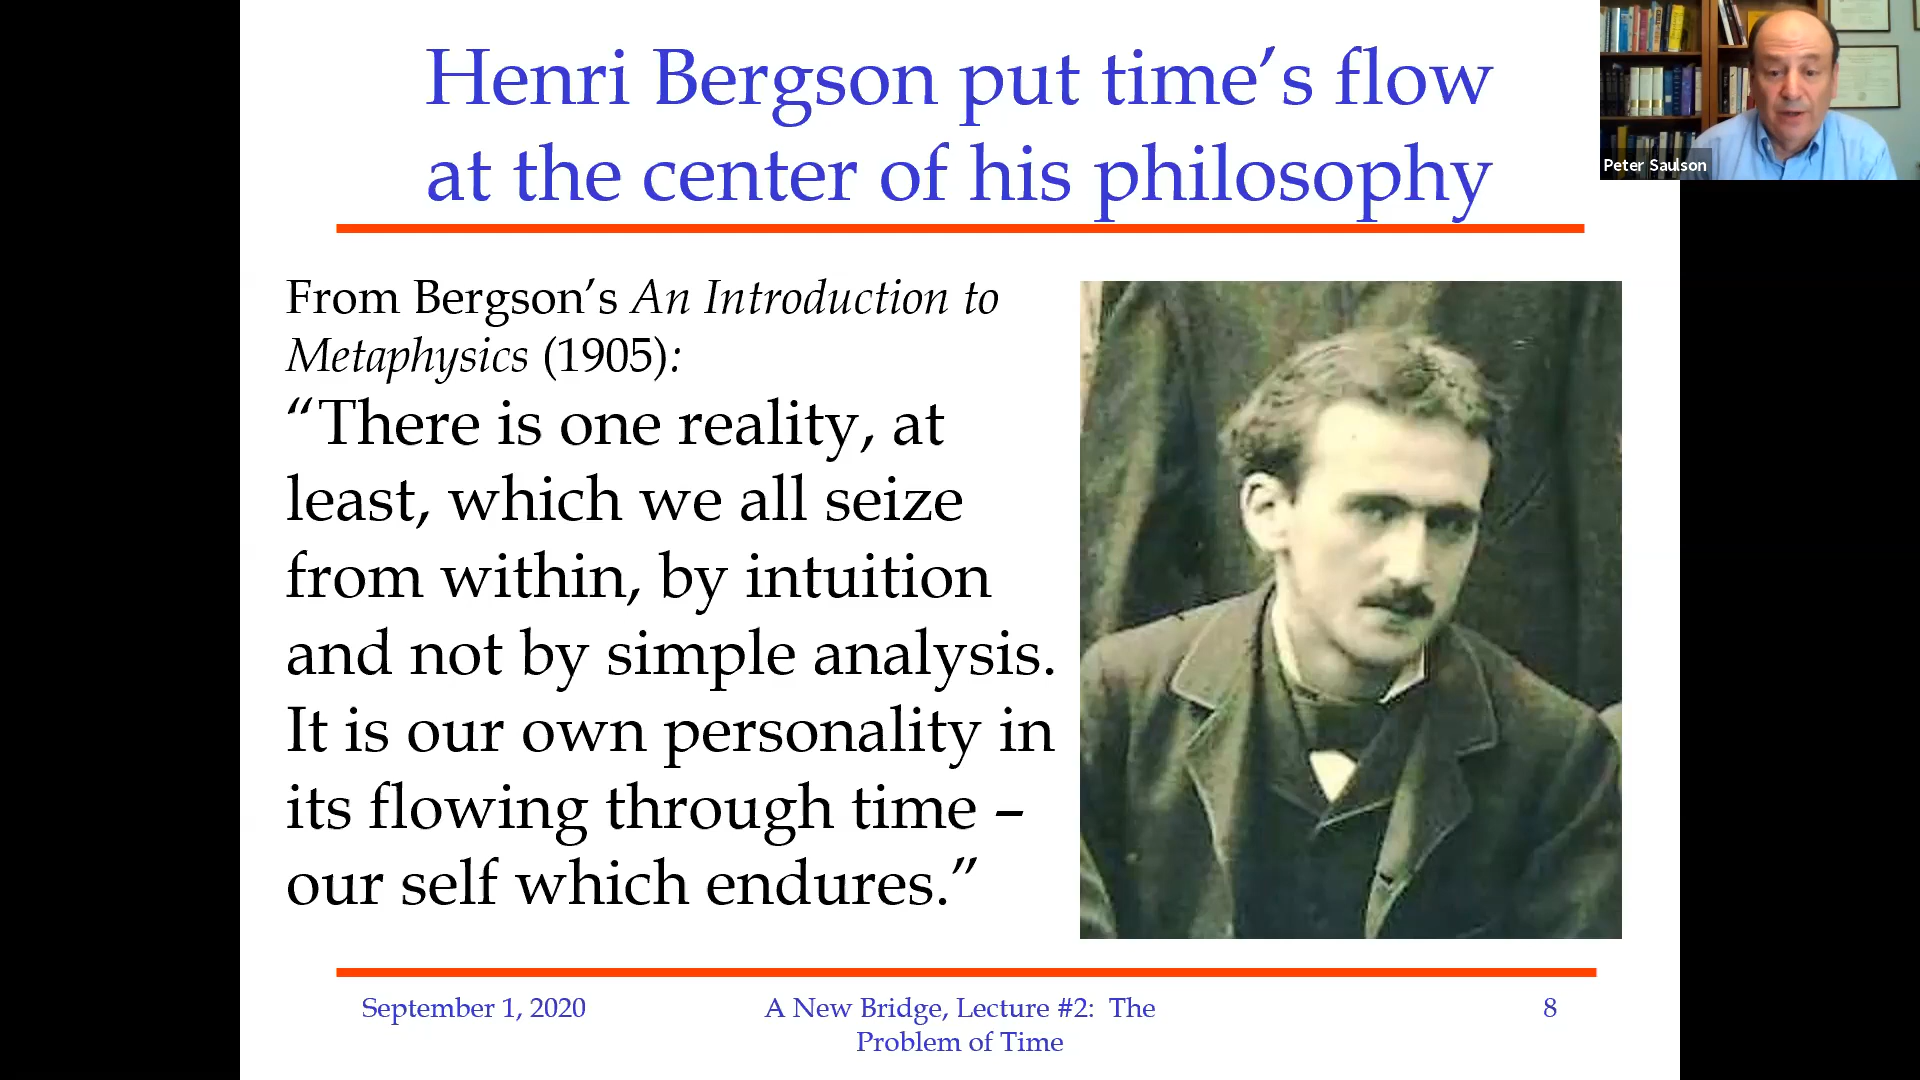 Henri Bergson put time’s flow
at the center of his philosophy
Peter Saulson
From Bergson’s An Introduction to
Metaphysics (1905):
“There is one reality, at
least, which we all seize
from within, by intuition
and not by simple analysis.
It is our own personality in
its flowing through time –
our self which endures.”
September 1, 2020
A New Bridge, Lecture #2:  The
Problem of Time
8